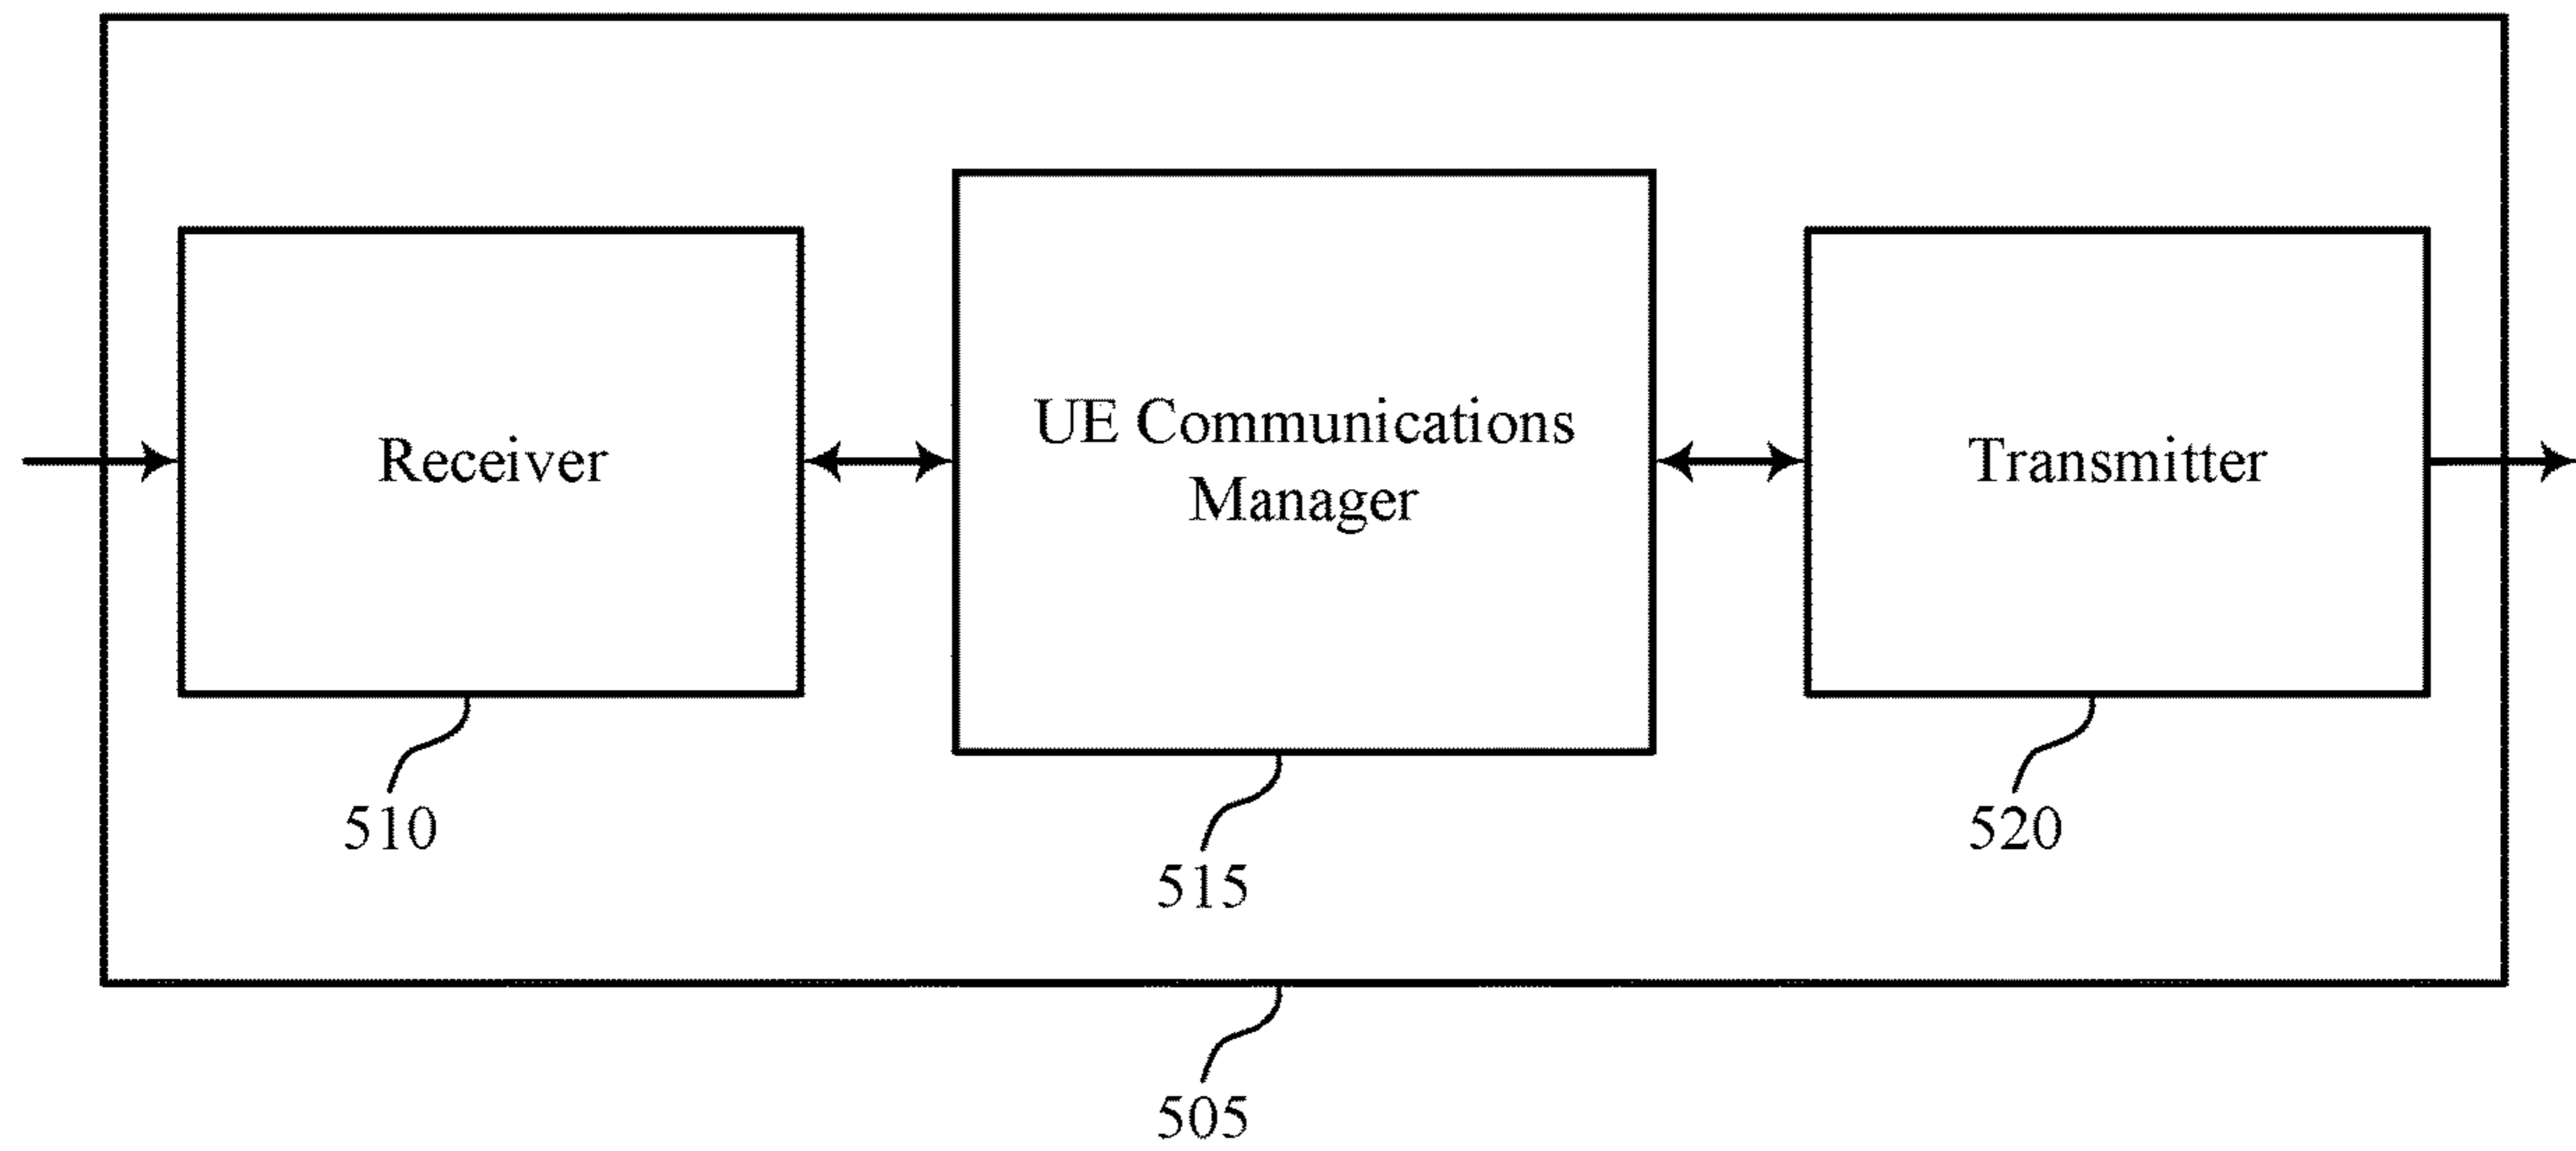 Receiver
UE Communications
Manager
Transmitter
510
515
520
505